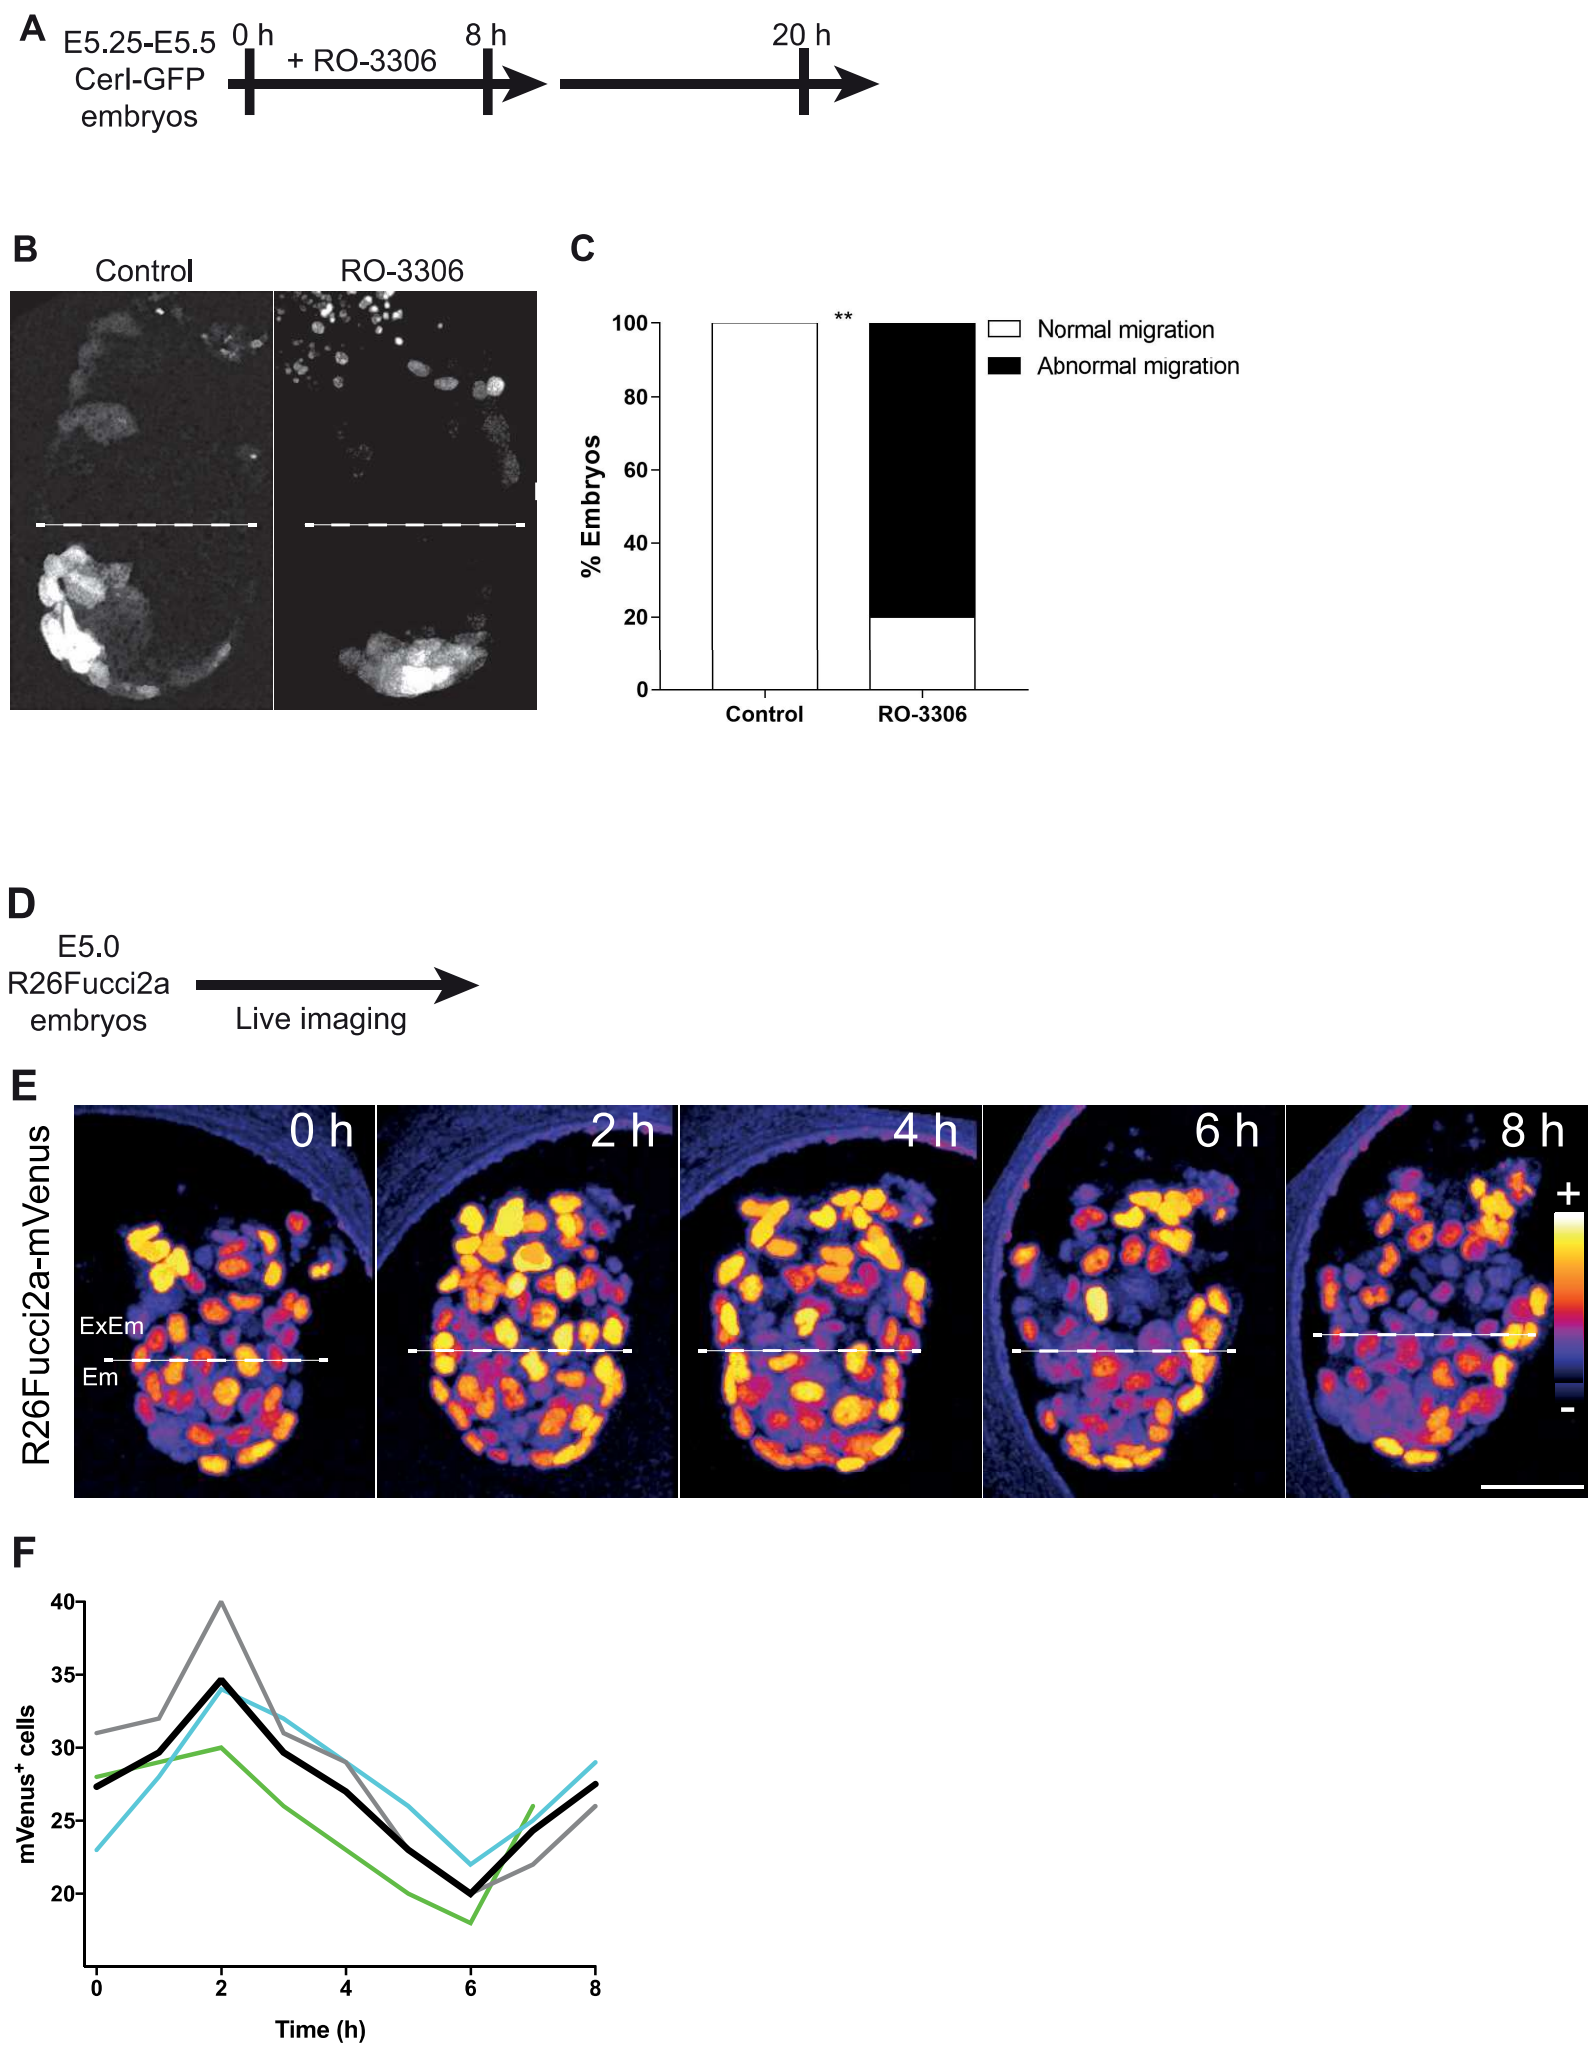 A
E5.25-E5.5
Cerl-GFP
embryos
0 h
+ RO-3306
8 h
20 h
B
Control
RO-3306
C
**
100
80
60
40
20
0
% Embryos
Control
RO-3306
Normal migration
Abnormal migration
D
E5.0
R26Fucci2a
embryos
Live imaging
E
R26Fucci2a-mVenus
0 h
2 h
4 h
6 h
8 h
ExEm
Em
+
-
F
40
35
30
25
20
mVenus⁺ cells
0
2
4
6
8
Time (h)